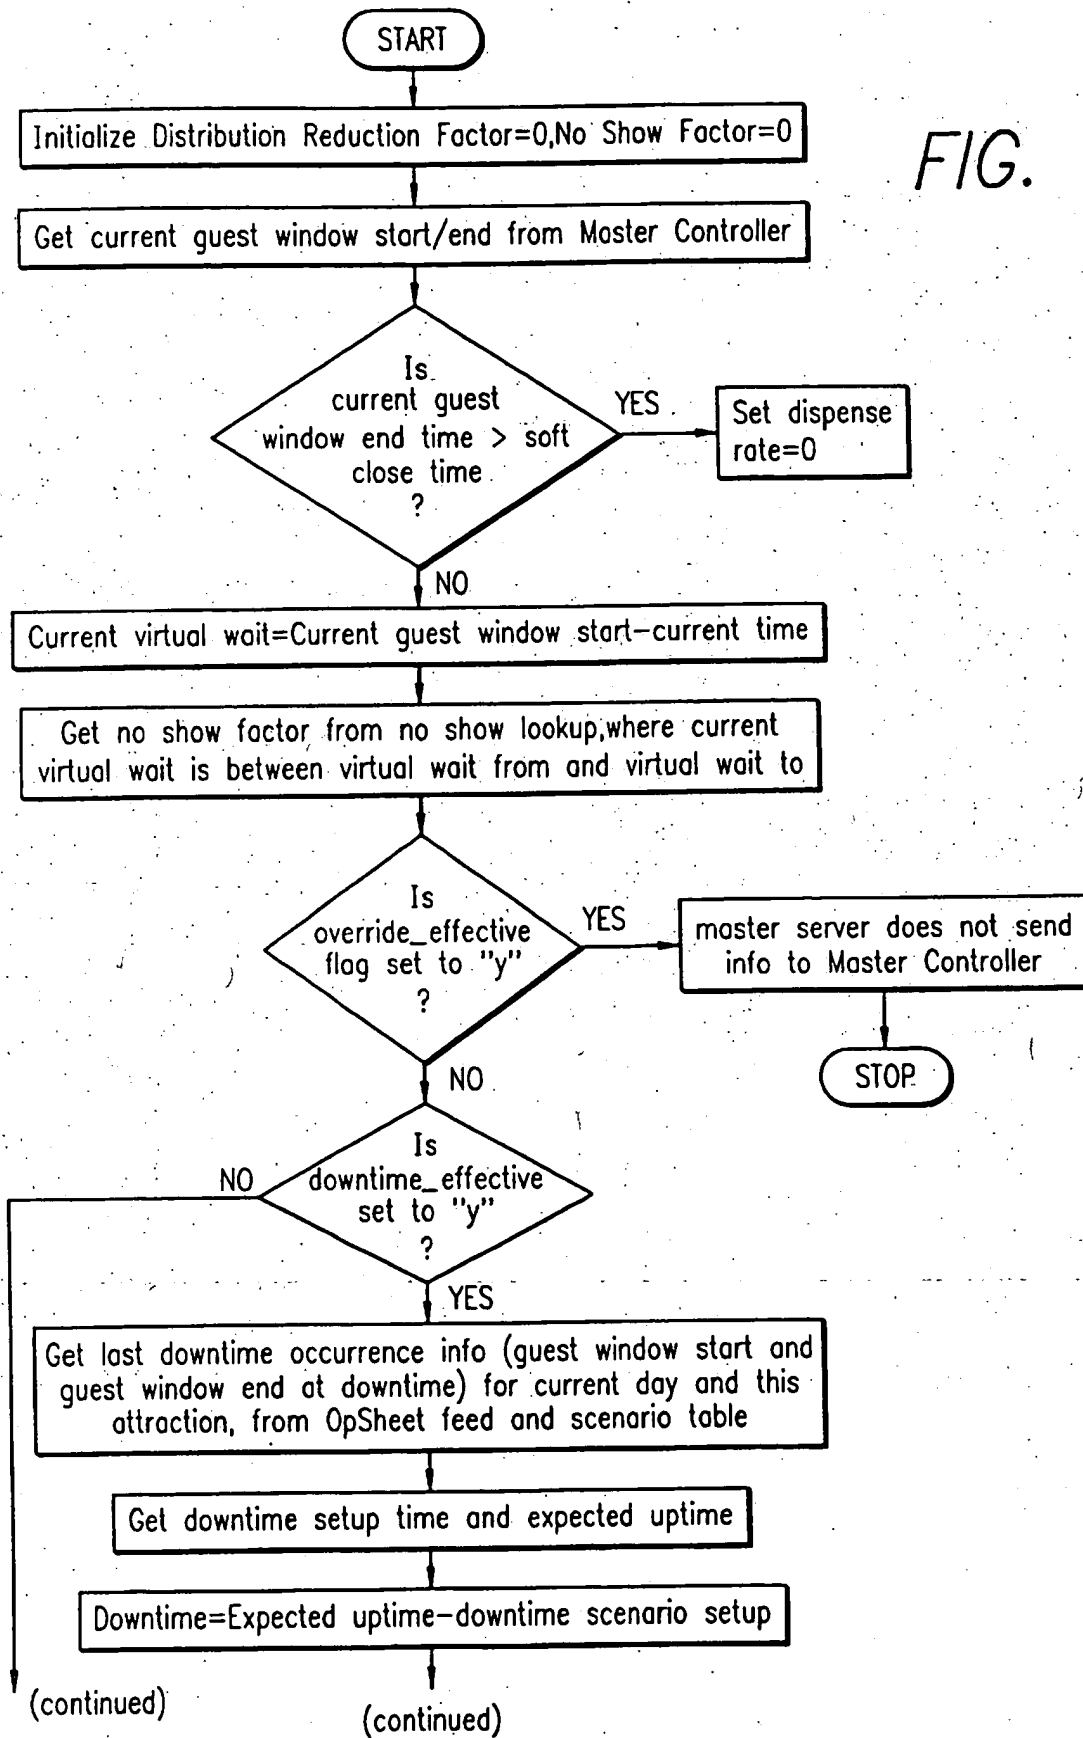 START
Initialize Distribution Reduction Factor=0,No Show Factor=0
FIG.
Get current guest window start/end from Master Controller
Is
current guest
window end time > soft
close time
?
YES
Set dispense
rate=0
NO
Current virtual wait=Current guest window start-current time
Get no show factor from no show lookup,where current
virtual wait is between virtual wait from and virtual wait to
Is
override_effective
flag set to "y"
?
YES
master server does not send
info to Master Controller
STOP
NO
Is
downtime_effective
set to "y"
?
NO
YES
Get last downtime occurrence info (guest window start and
guest window end at downtime) for current day and this
attraction, from OpSheet feed and scenario table
Get downtime setup time and expected uptime
Downtime=Expected uptime-downtime scenario setup
(continued)
(continued)